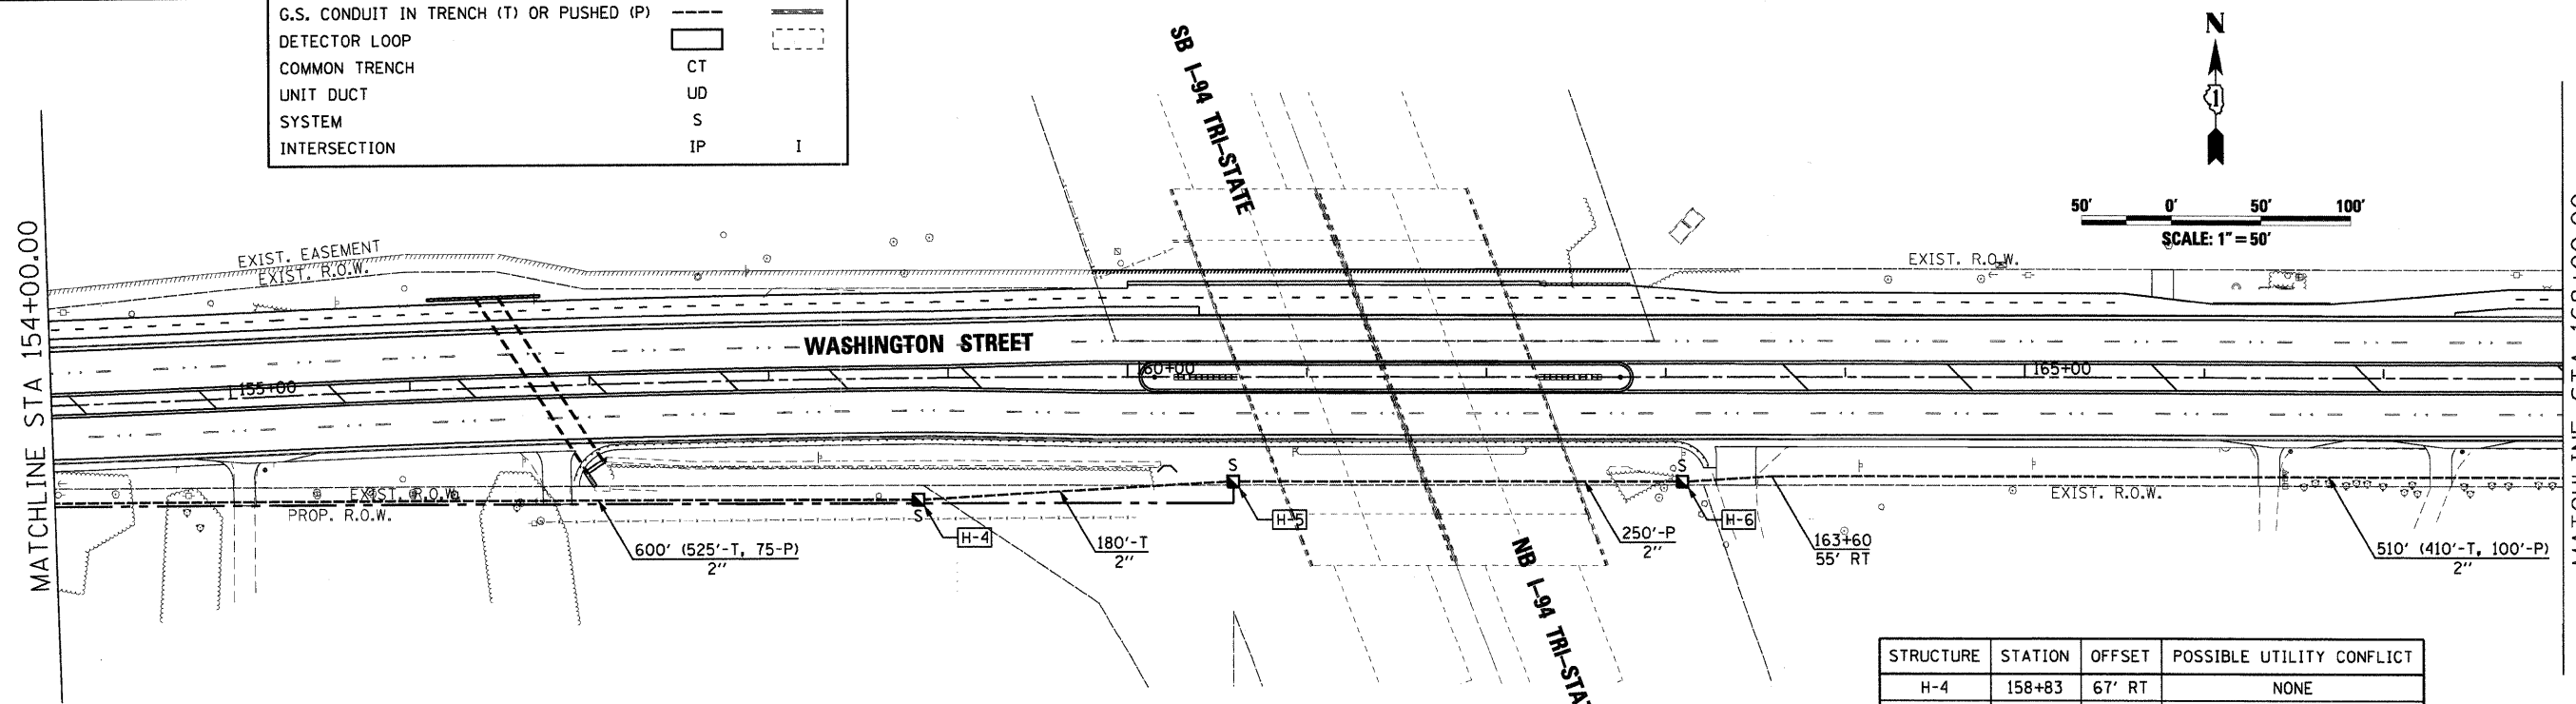 G.S. CONDUIT IN TRENCH (T) OR PUSHED (P)
DETECTOR LOOP
COMMON TRENCH CT
UNIT DUCT UD
SYSTEM S
INTERSECTION IP I
N
1
50' 0' 50' 100'
SCALE: 1" = 50'
SB I-94 TRI-STATE
MATCHLINE STA 154+00.00
EXIST. EASEMENT
EXIST. R.O.W.
EXIST. R.O.W.
WASHINGTON STREET
155+00
60+00
165+00
EXIST. R.O.W.
PROP. R.O.W.
S
S
S
H-4
H-5
H-6
EXIST. R.O.W.
600' (525'-T, 75-P)
2''
180'-T
2''
250'-P
2''
163+60
55' RT
510' (410'-T, 100'-P)
2''
NB I-94 TRI-STA
STRUCTURE STATION OFFSET POSSIBLE UTILITY CONFLICT
H-4 158+83 67' RT NONE